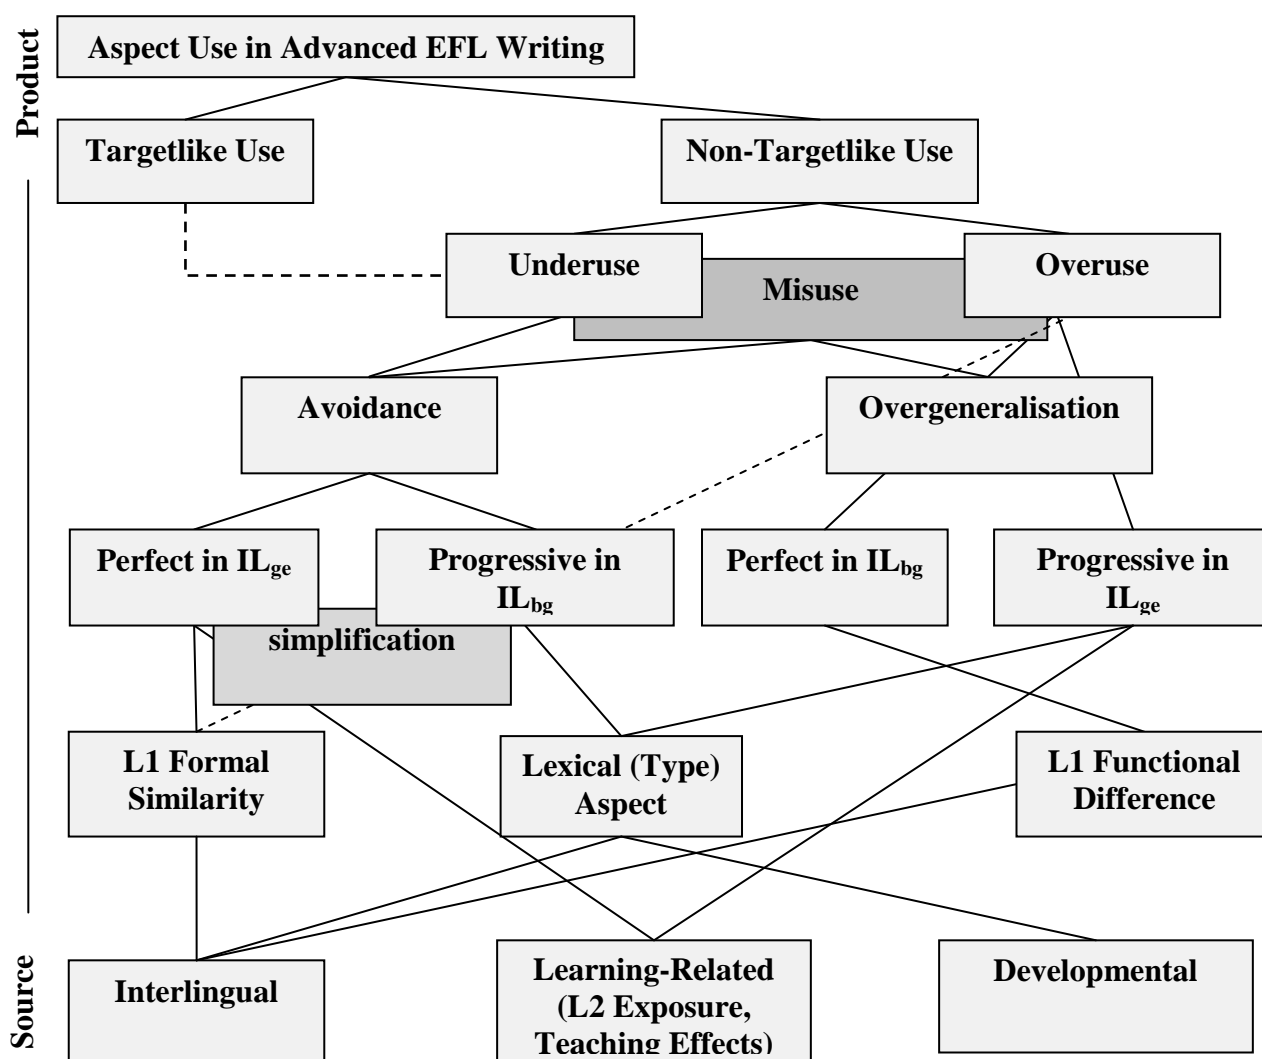 Product
Aspect Use in Advanced EFL Writing
Targetlike Use
Non-Targetlike Use
Underuse
Misuse
Overuse
Avoidance
Overgeneralisation
Perfect in ILge
Progressive in
ILbg
Perfect in ILbg
Progressive in
ILge
simplification
L1 Formal
Similarity
Lexical (Type)
Aspect
L1 Functional
Difference
Source
Interlingual
Learning-Related
(L2 Exposure,
Teaching Effects)
Developmental